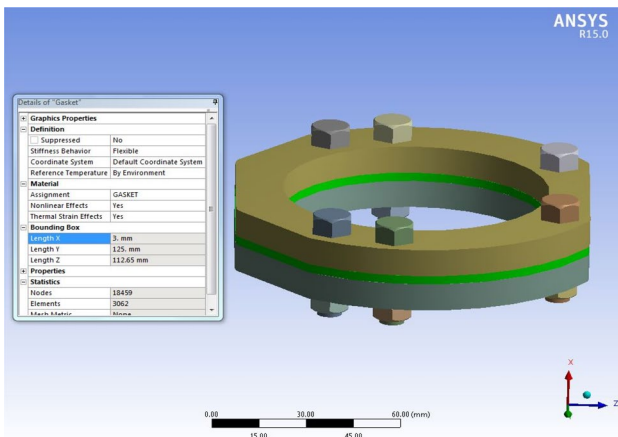 ANSYS
R15.0
Details of "Gasket"
Graphics Properties
Definition
Suppressed No
Stiffness Behavior Flexible
Coordinate System Default Coordinate System
Reference Temperature By Environment
Material
Assignment GASKET
Nonlinear Effects Yes
Thermal Strain Effects Yes
Bounding Box
Length X 3. mm
Length Y 125. mm
Length Z 112.65 mm
Properties
Statistics
Nodes 18459
Elements 3062
Mesh Metric None
X
Z
0.00 30.00 60.00 (mm)
15.00 45.00